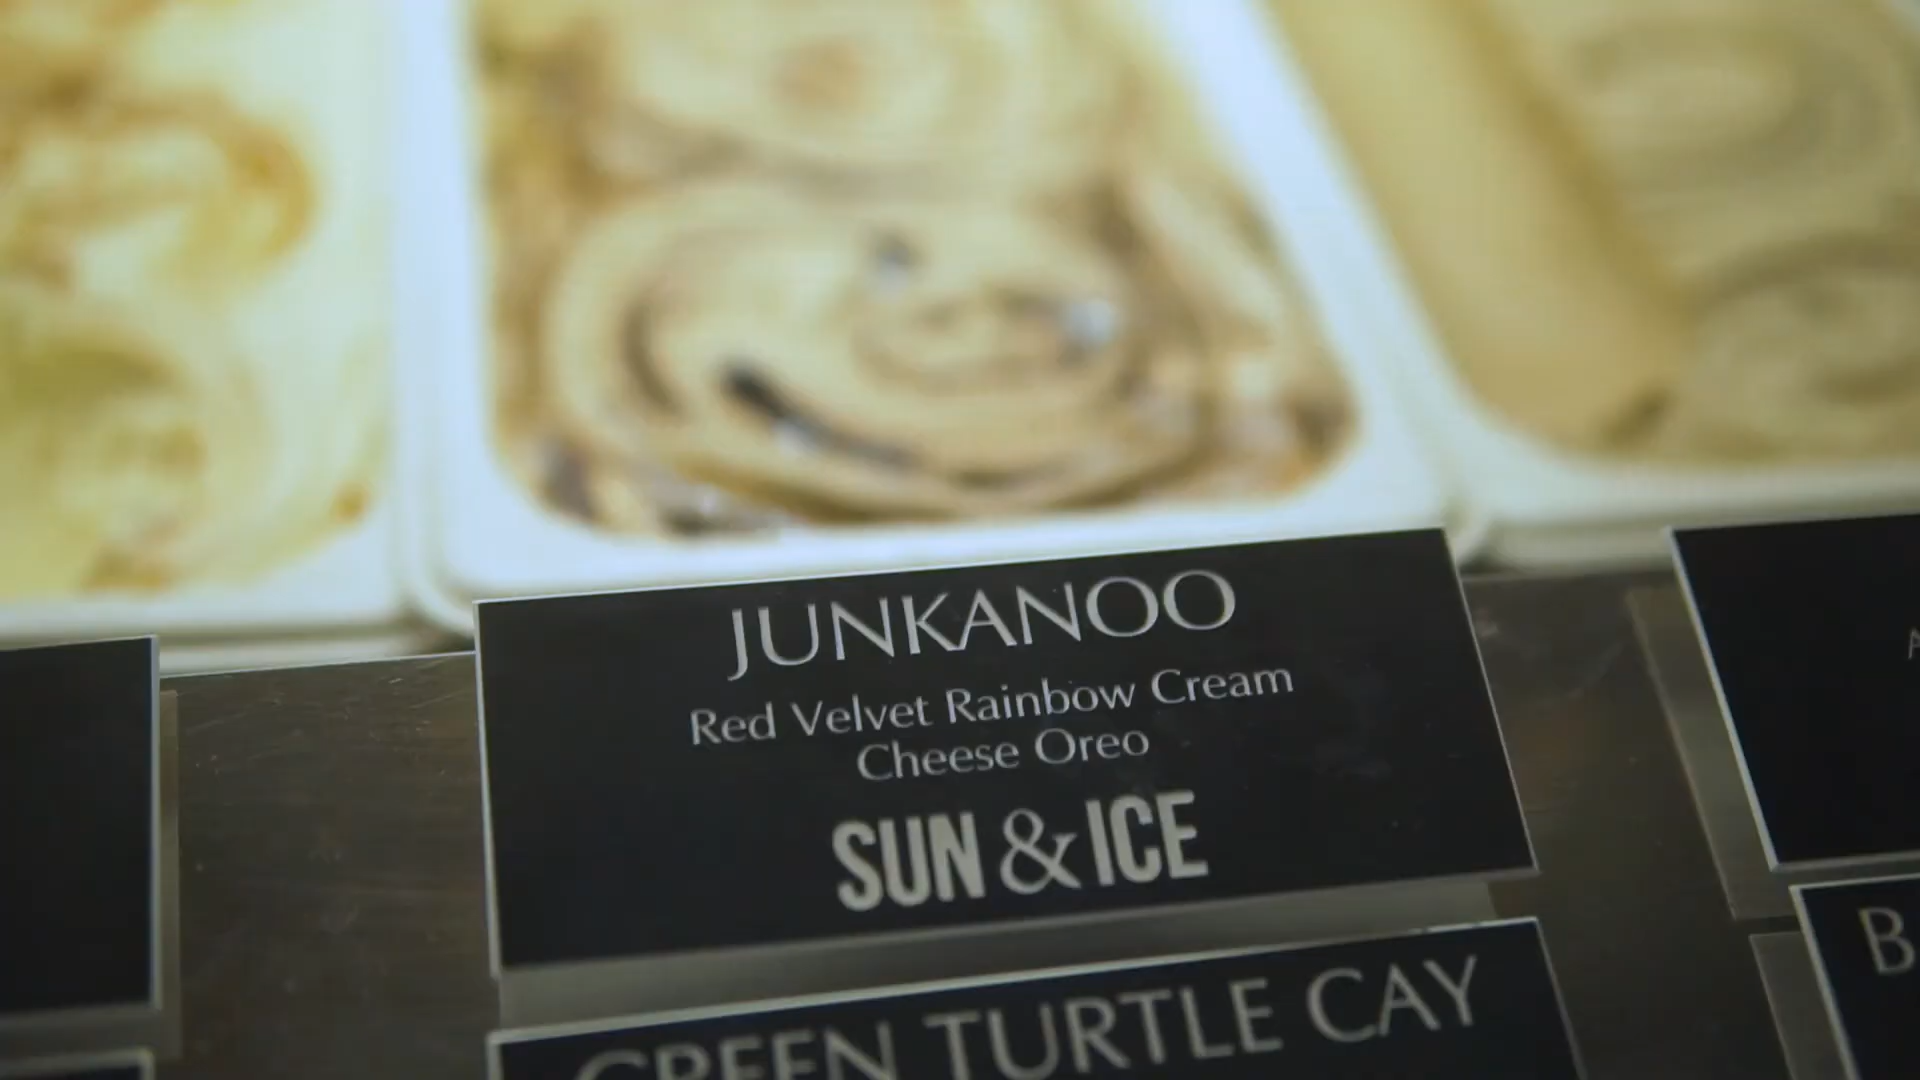 JUNKANOO
Red Velvet Rainbow Cream
Cheese Oreo
SUN & ICE
GREEN TURTLE CAY